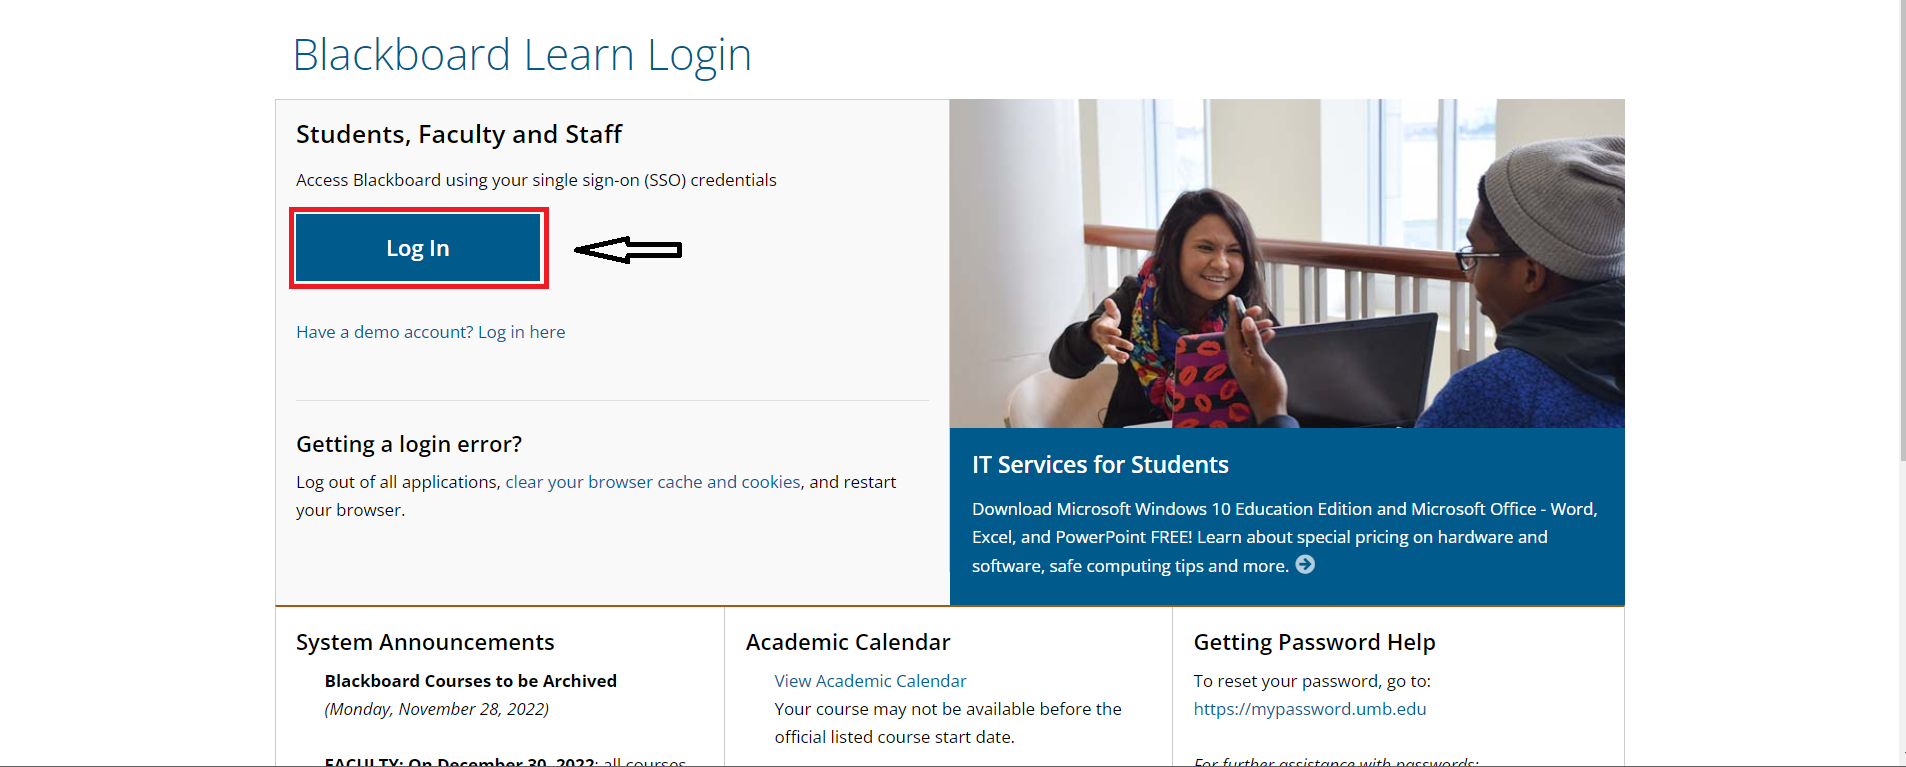 Blackboard Learn Login
Students, Faculty and Staff
Access Blackboard using your single sign-on (SSO) credentials
Log In
Have a demo account? Log in here
Getting a login error?
Log out of all applications, clear your browser cache and cookies, and restart
your browser.
IT Services for Students
Download Microsoft Windows 10 Education Edition and Microsoft Office - Word,
Excel, and PowerPoint FREE! Learn about special pricing on hardware and
software, safe computing tips and more.
System Announcements
Blackboard Courses to be Archived
(Monday, November 28, 2022)
FACULTY: On December 30, 2022: all courses
Academic Calendar
View Academic Calendar
Your course may not be available before the
official listed course start date.
Getting Password Help
To reset your password, go to:
https://mypassword.umb.edu
For further assistance with passwords: